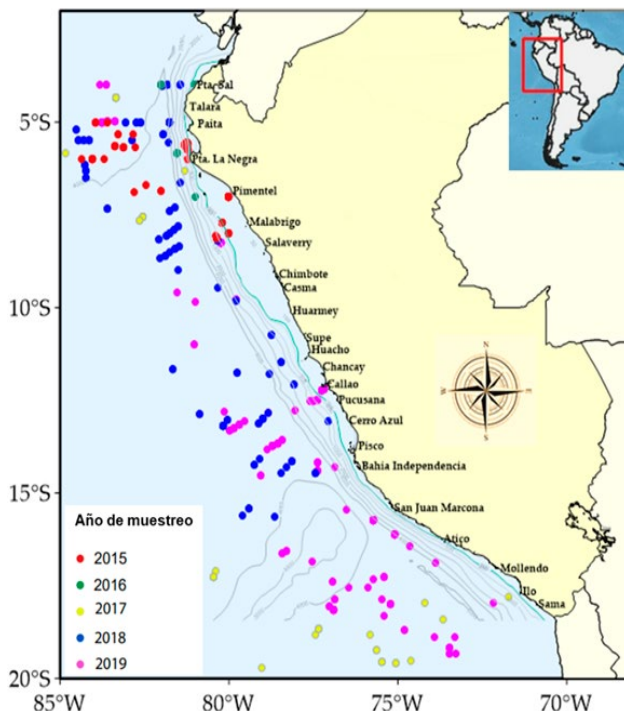 Pta. Sal
Talara
5°S
Paita
Pta. La Negra
Pimentel
Malabrigo
Salaverry
Chimbote
Casma
10°S
Huarmey
Supe
Huacho
Chancay
Callao
Pucusana
Cerro Azul
Pisco
Bahia Independencia
15°S
San Juan Marcona
Atico
Mollendo
Ilo
Sama
Año de muestreo
2015
2016
2017
2018
2019
20°S
85°W
80°W
75°W
70°W
N
W
E
S